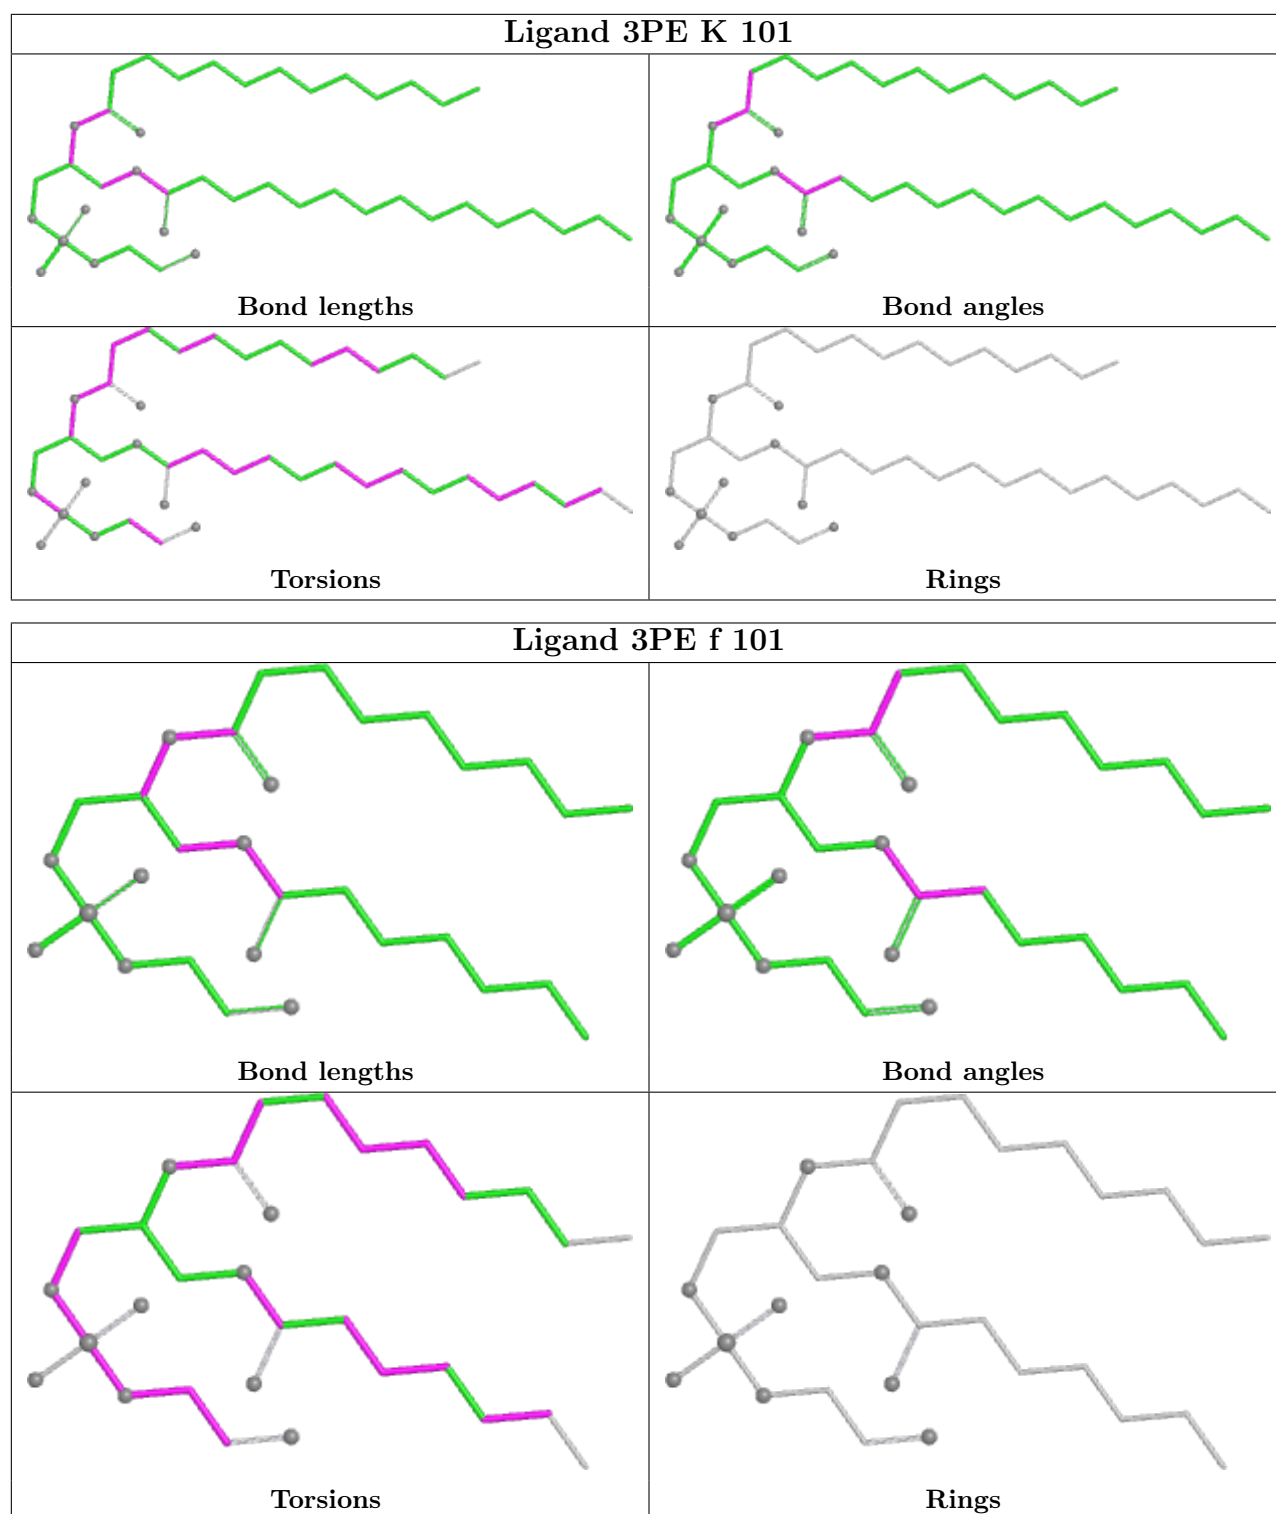 Ligand 3PE K 101
Bond lengths
Bond angles
Torsions
Rings
Ligand 3PE f 101
Bond lengths
Bond angles
Torsions
Rings